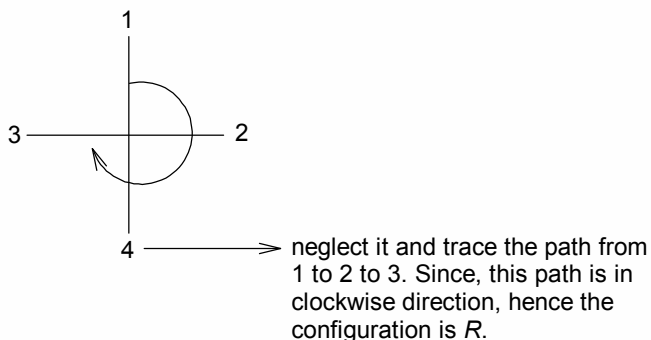 1
3
2
4
neglect it and trace the path from
1 to 2 to 3. Since, this path is in
clockwise direction, hence the
configuration is R.